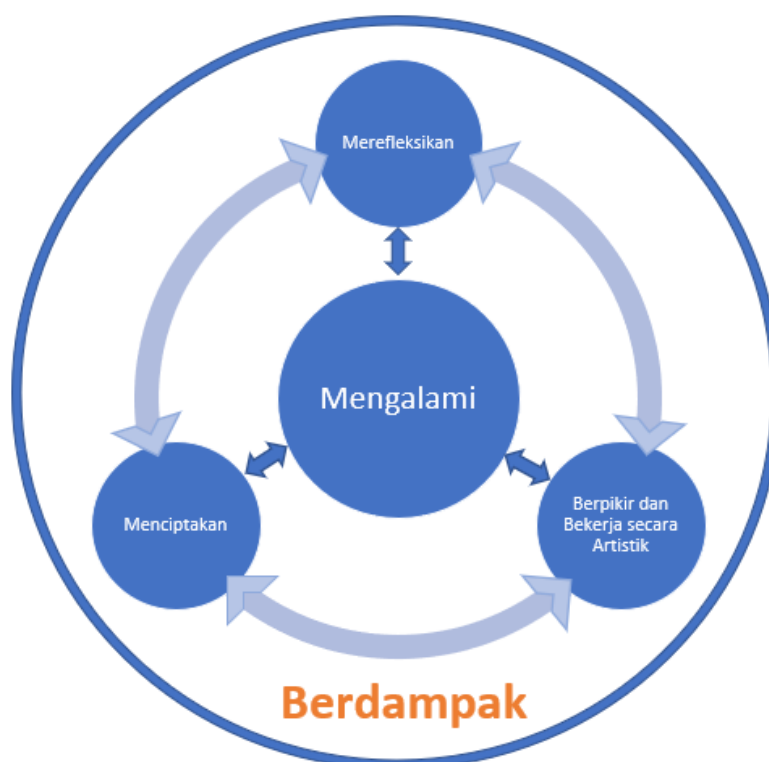 Merefleksikan
Mengalami
Menciptakan
Berpikir dan
Bekerja secara
Artistik
Berdampak